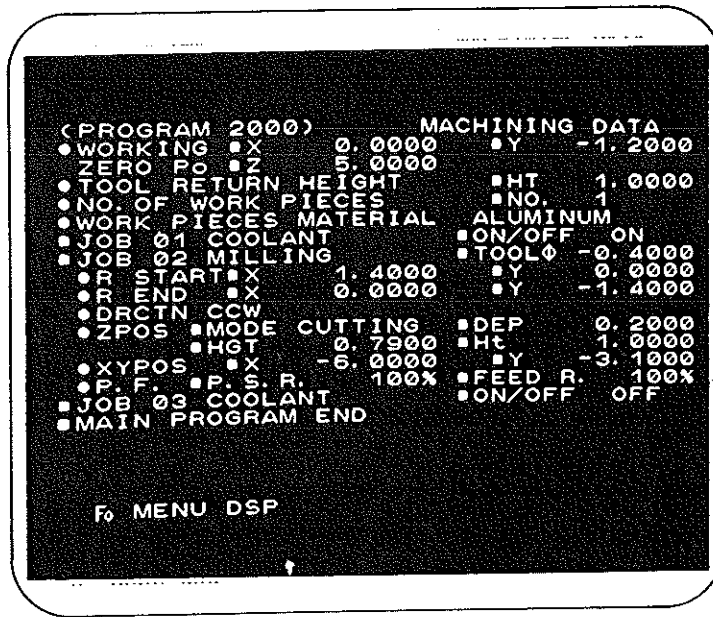 (PROGRAM 2000) MACHINING DATA
●WORKING ■X 0.0000 ■Y -1.2000
ZERO Po ■Z 5.0000
●TOOL RETURN HEIGHT ■HT 1.0000
●NO. OF WORK PIECES ■NO. 1
●WORK PIECES MATERIAL ALUMINUM
■JOB 01 COOLANT ■ON/OFF ON
■JOB 02 MILLING ■TOOLΦ -0.4000
●R START■X 1.4000 ■Y 0.0000
●R END ■X 0.0000 ■Y -1.4000
●DRCTN CCW
●ZPOS ■MODE CUTTING ■DEP 0.2000
■HGT 0.7900 ■Ht 1.0000
●XYPOS ■X -6.0000 ■Y -3.1000
●P.F. ■P.S.R. 100% ■FEED R. 100%
■JOB 03 COOLANT ■ON/OFF OFF
■MAIN PROGRAM END
F₀ MENU DSP